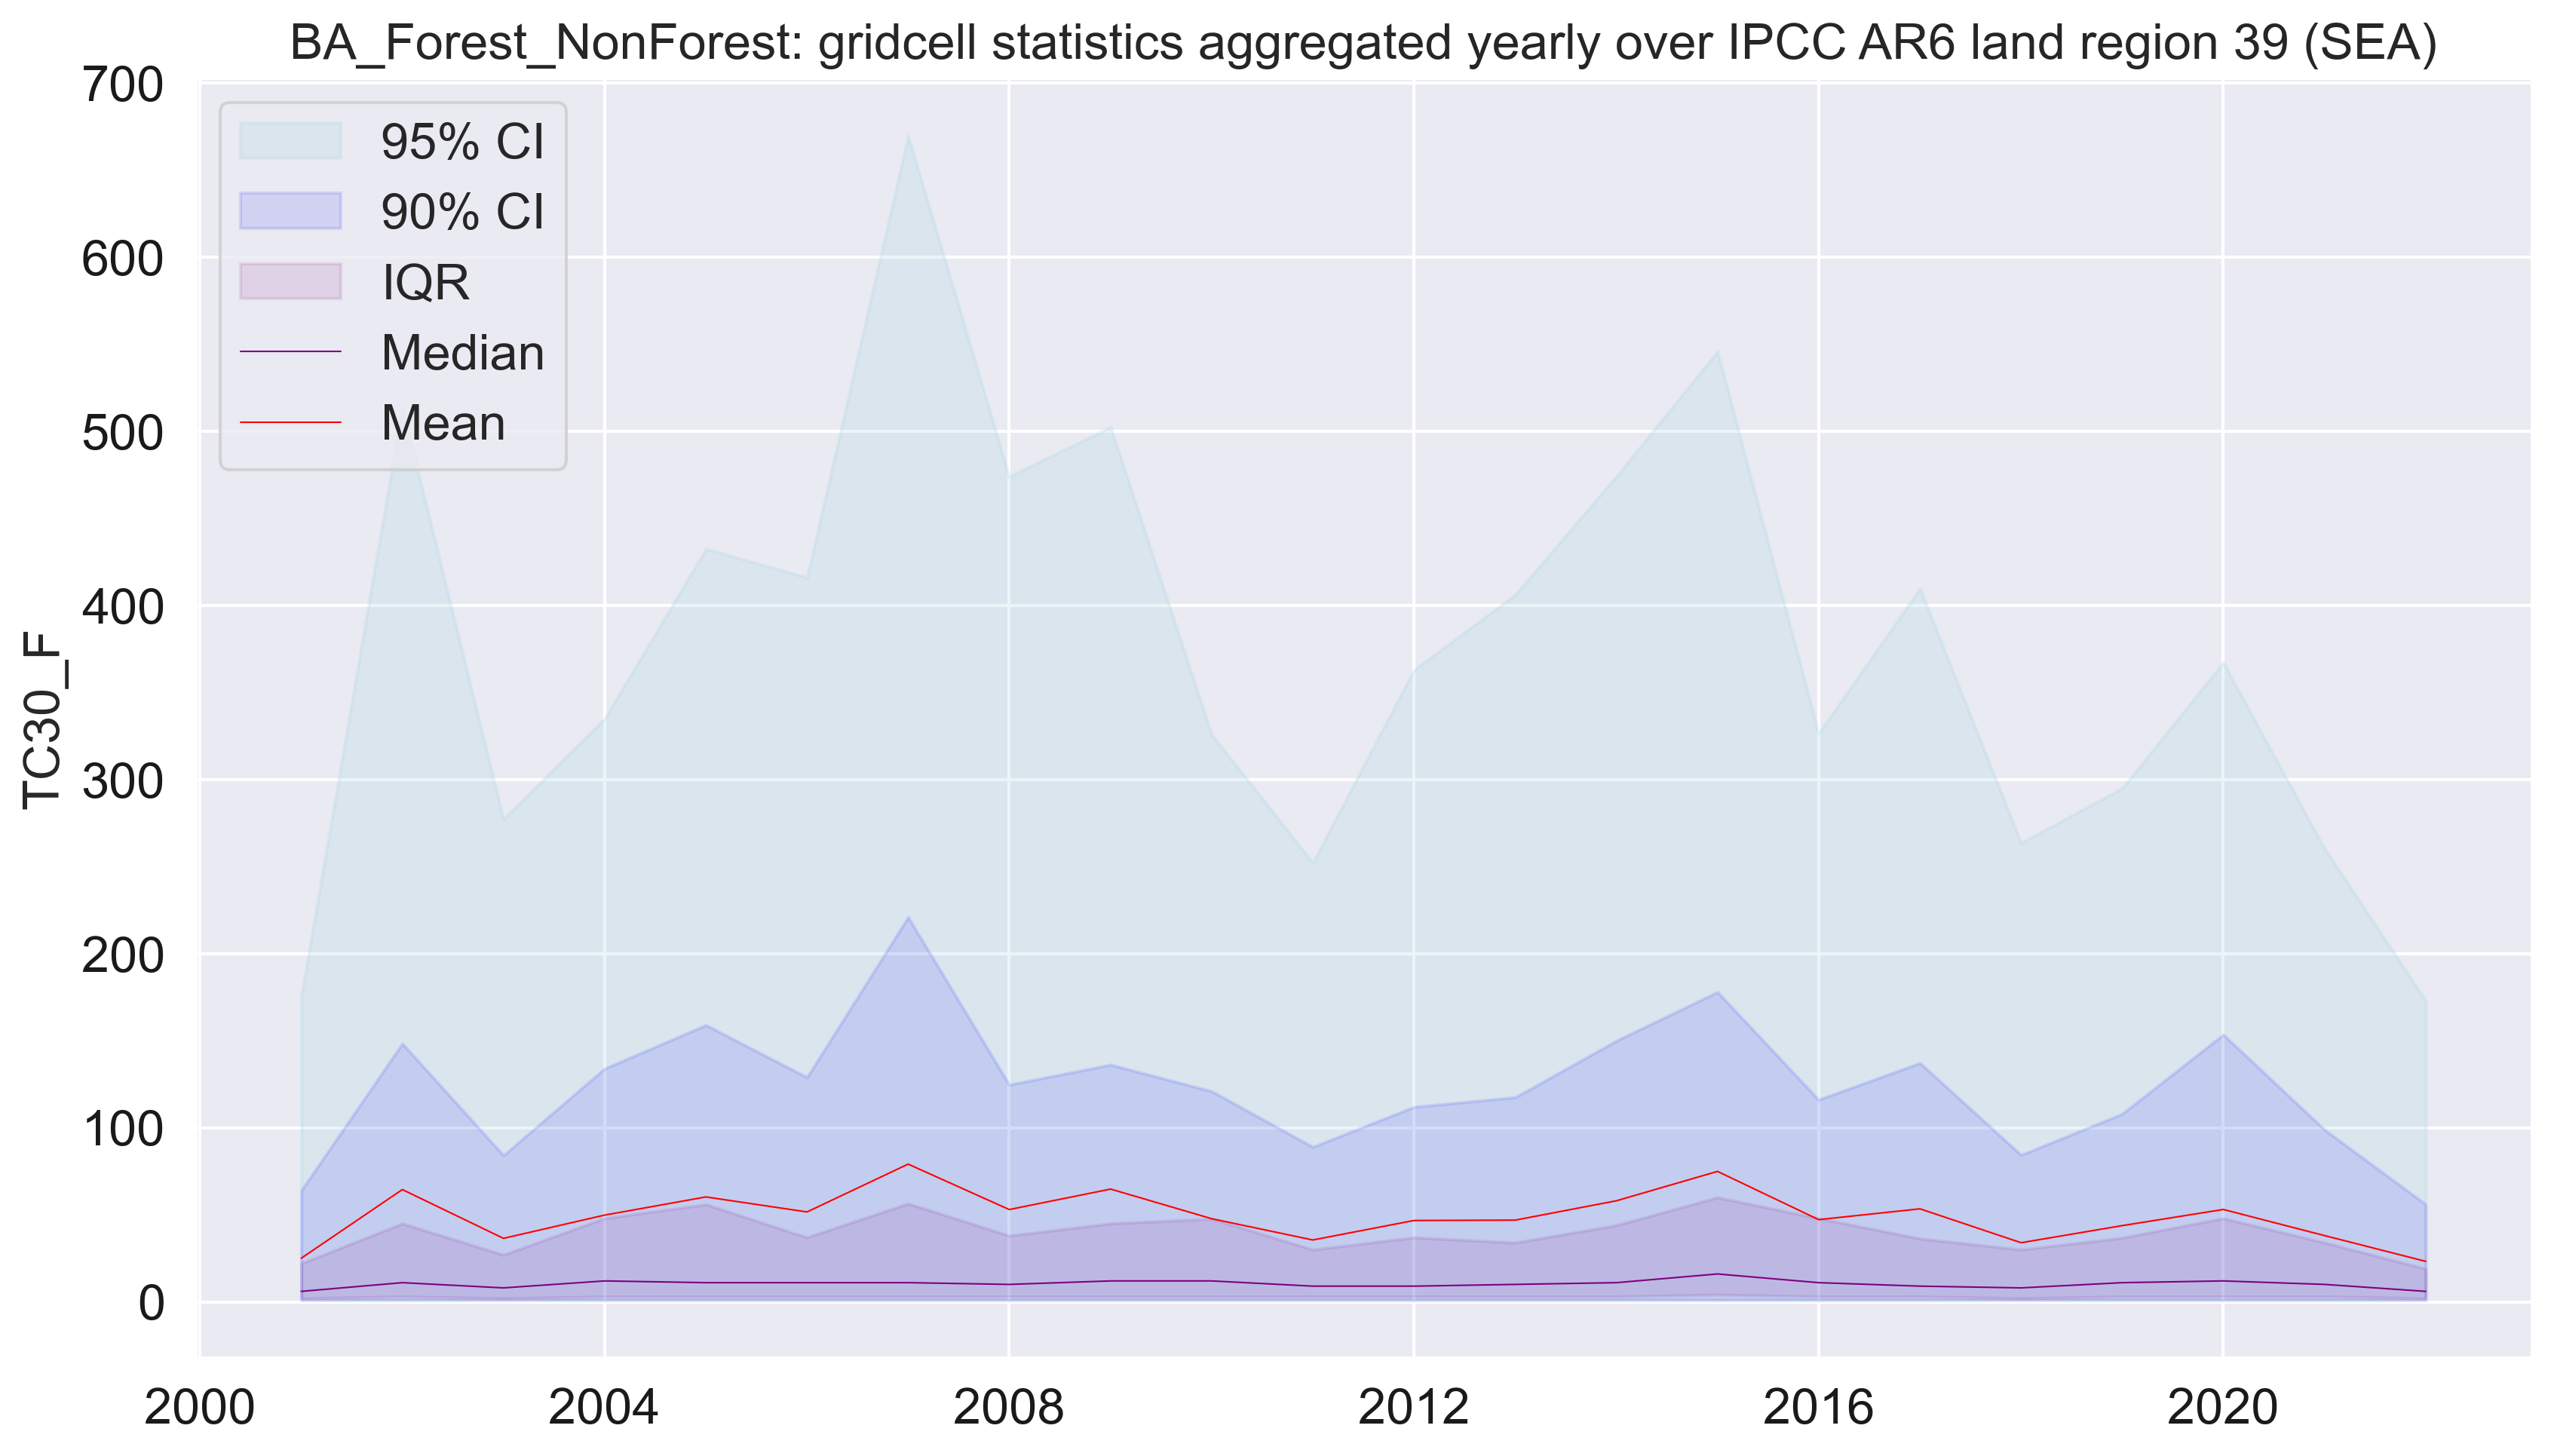 BA_Forest_NonForest: gridcell statistics aggregated yearly over IPCC AR6 land region 39 (SEA)
700
600
500
400
300
200
100
0
TC30_F
95% CI
90% CI
IQR
Median
Mean
2000
2004
2008
2012
2016
2020